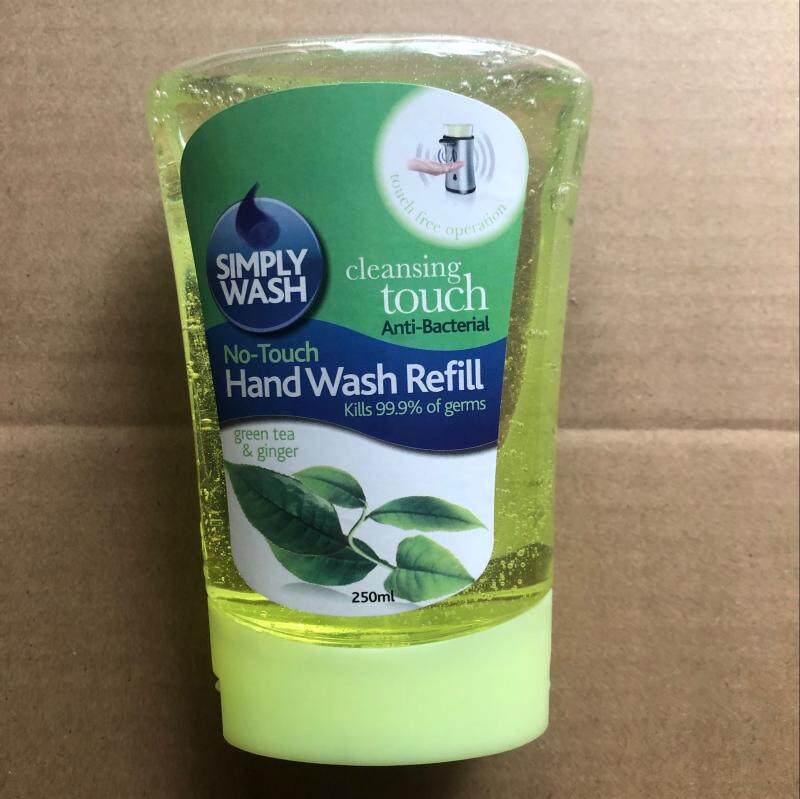 touch free operation
SIMPLY
WASH
cleansing
touch
Anti-Bacterial
No-Touch
Hand Wash Refill
Kills 99.9% of germs
green tea
& ginger
250ml